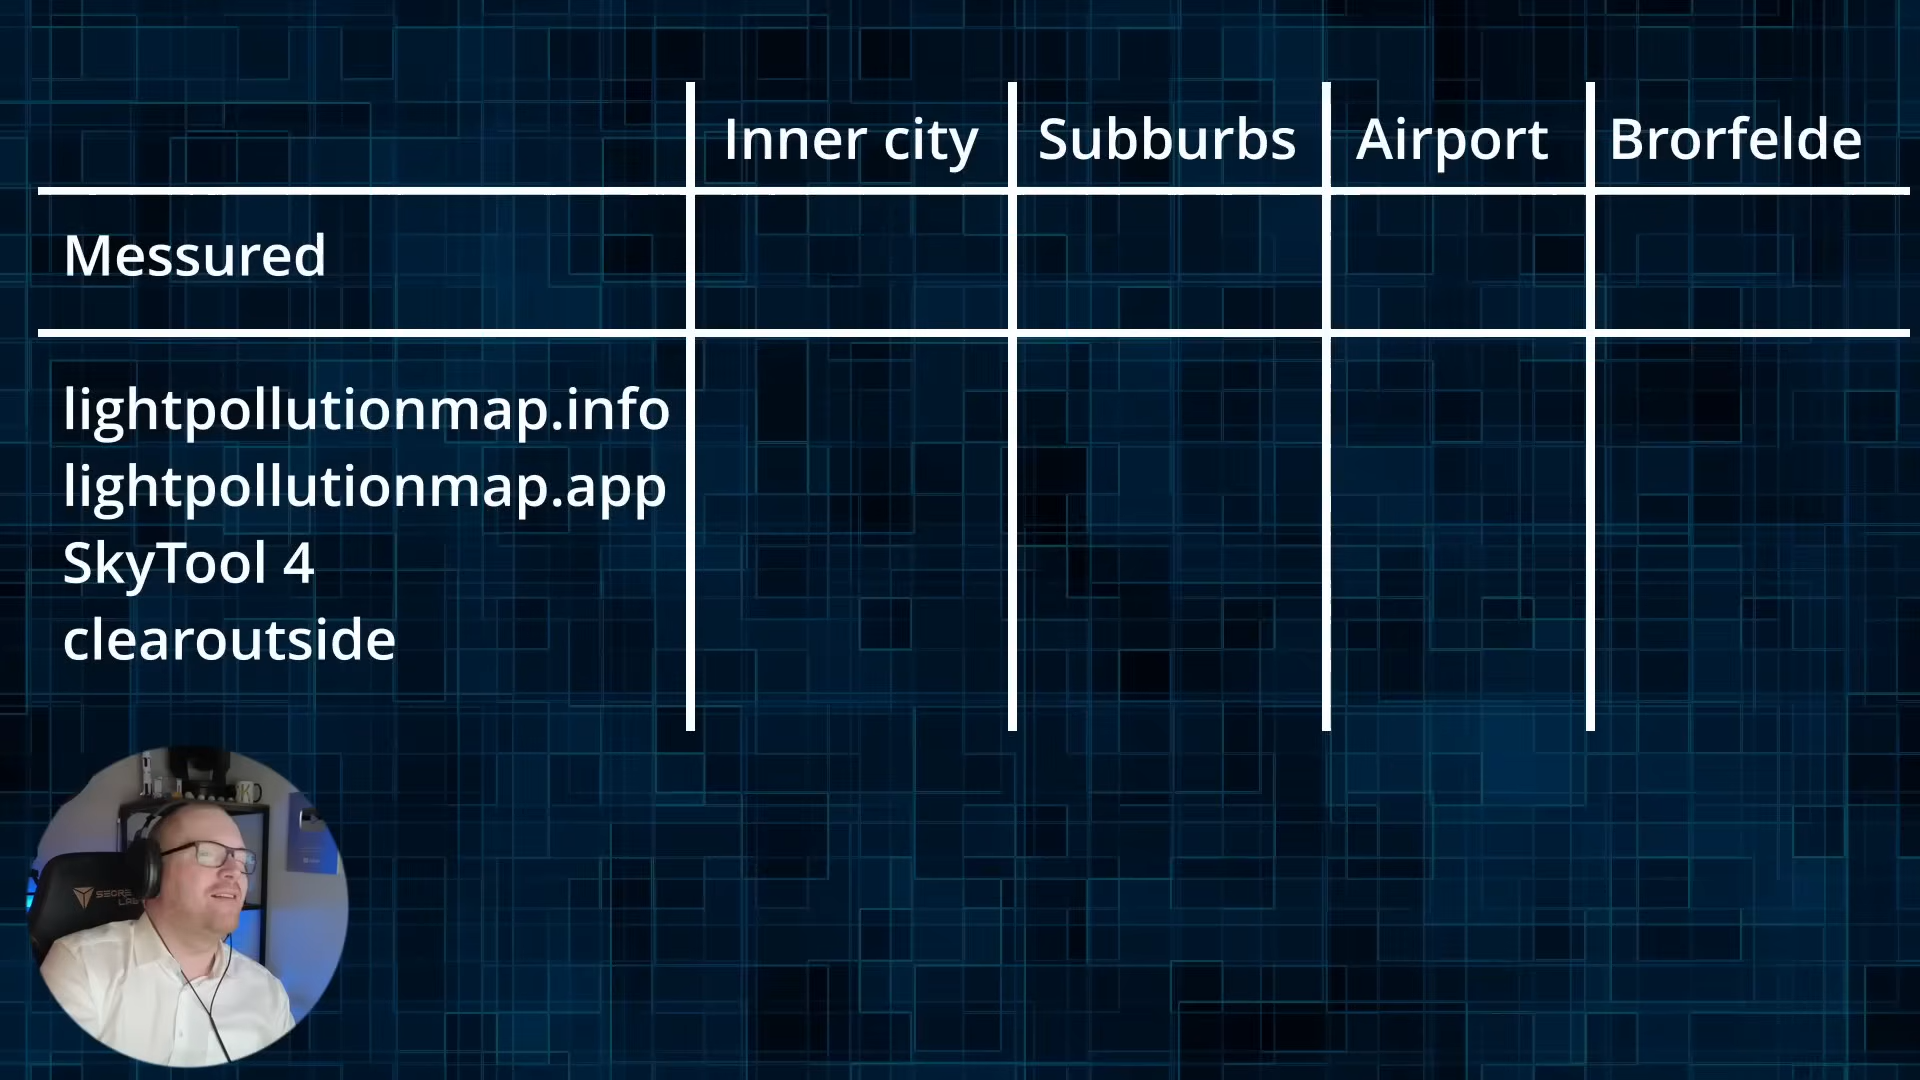 Inner city Subburbs Airport Brorfelde
Messured
lightpollutionmap.info
lightpollutionmap.app
SkyTool 4
clearoutside